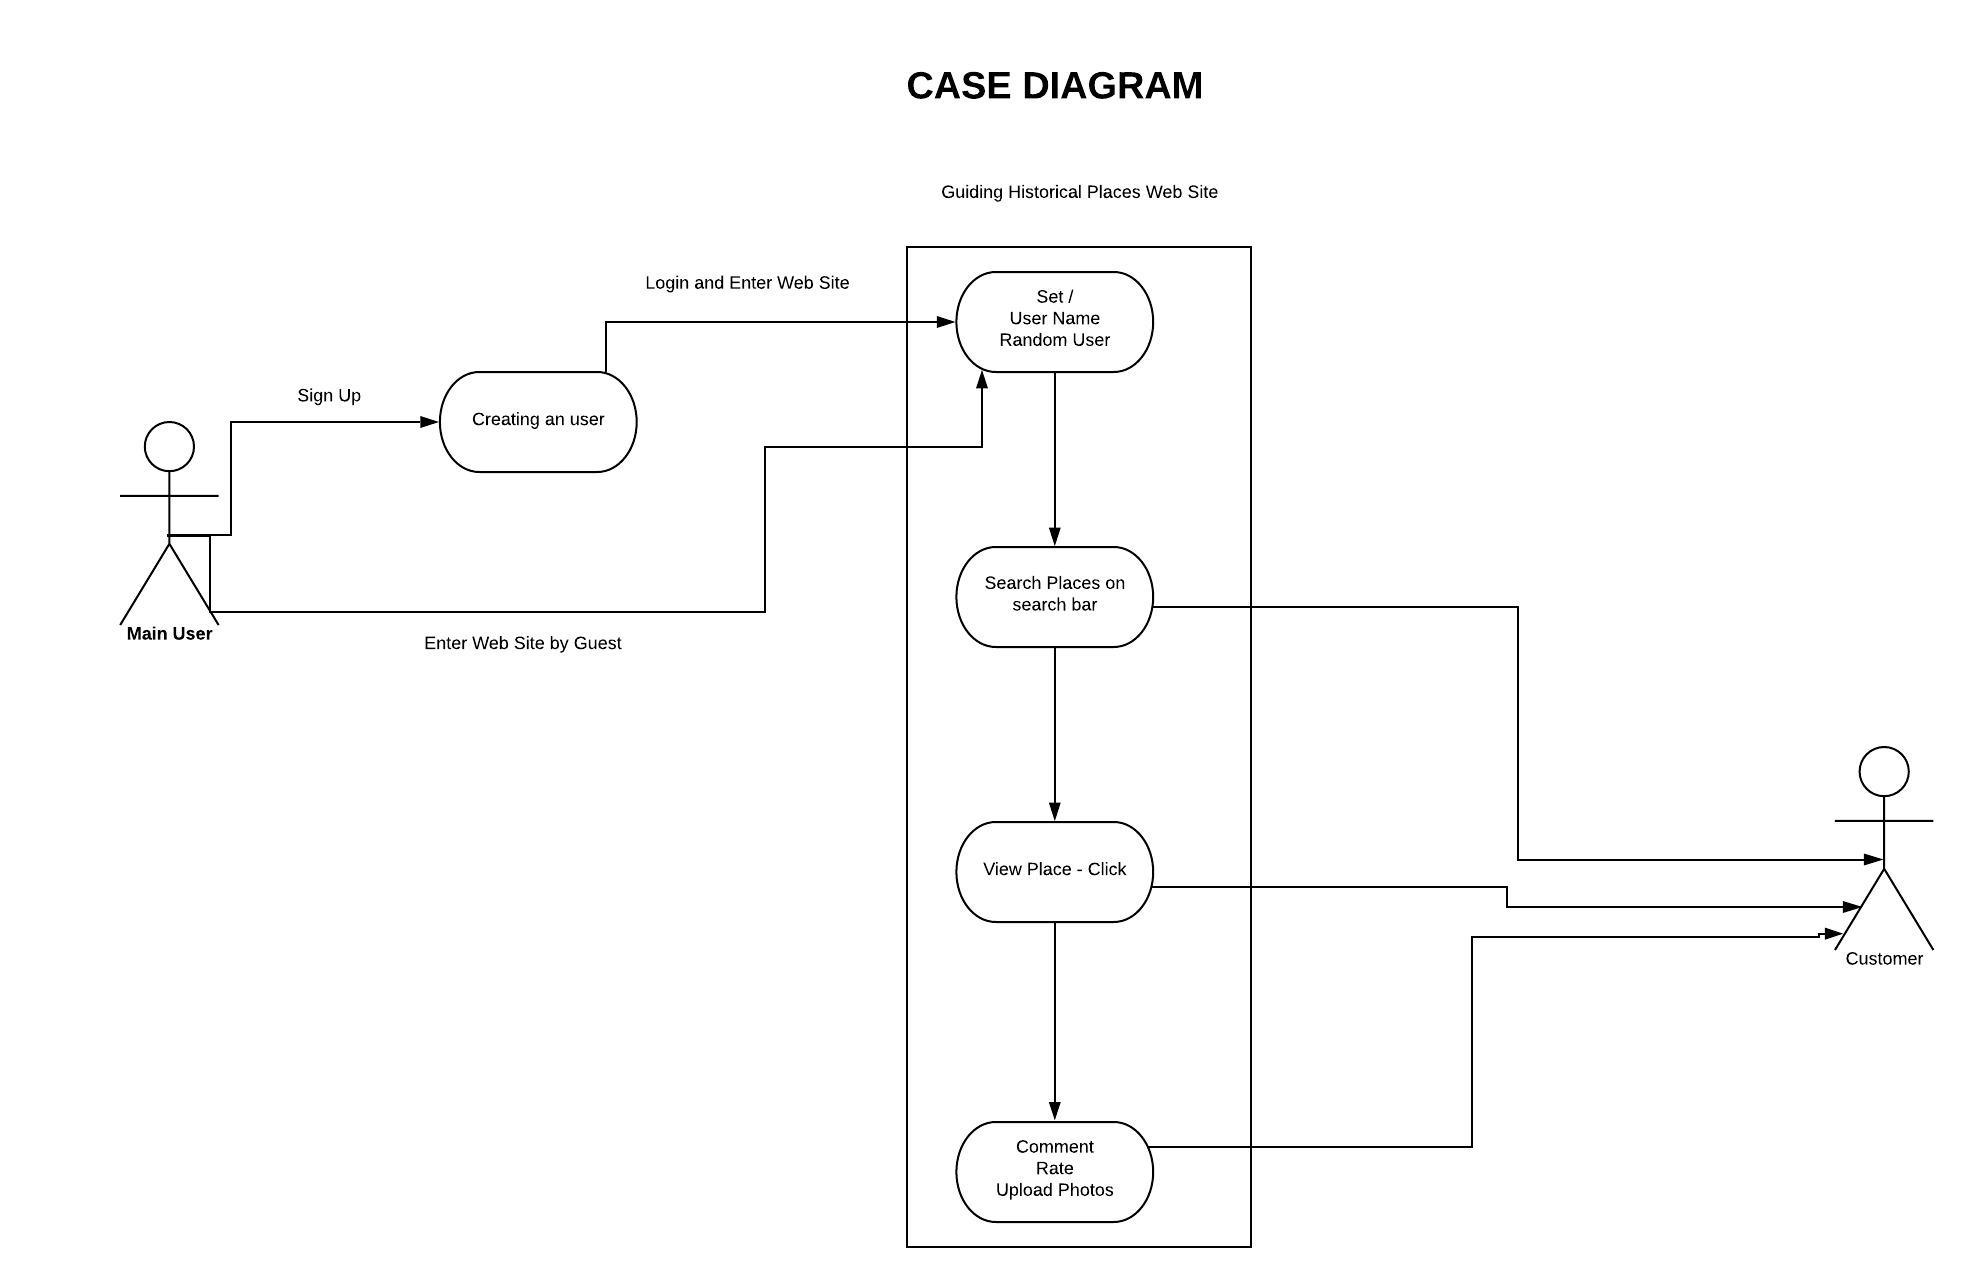 CASE DIAGRAM
Guiding Historical Places Web Site
Login and Enter Web Site
Set /
User Name
Random User
Sign Up
Creating an user
Main User
Enter Web Site by Guest
Search Places on
search bar
View Place - Click
Customer
Comment
Rate
Upload Photos